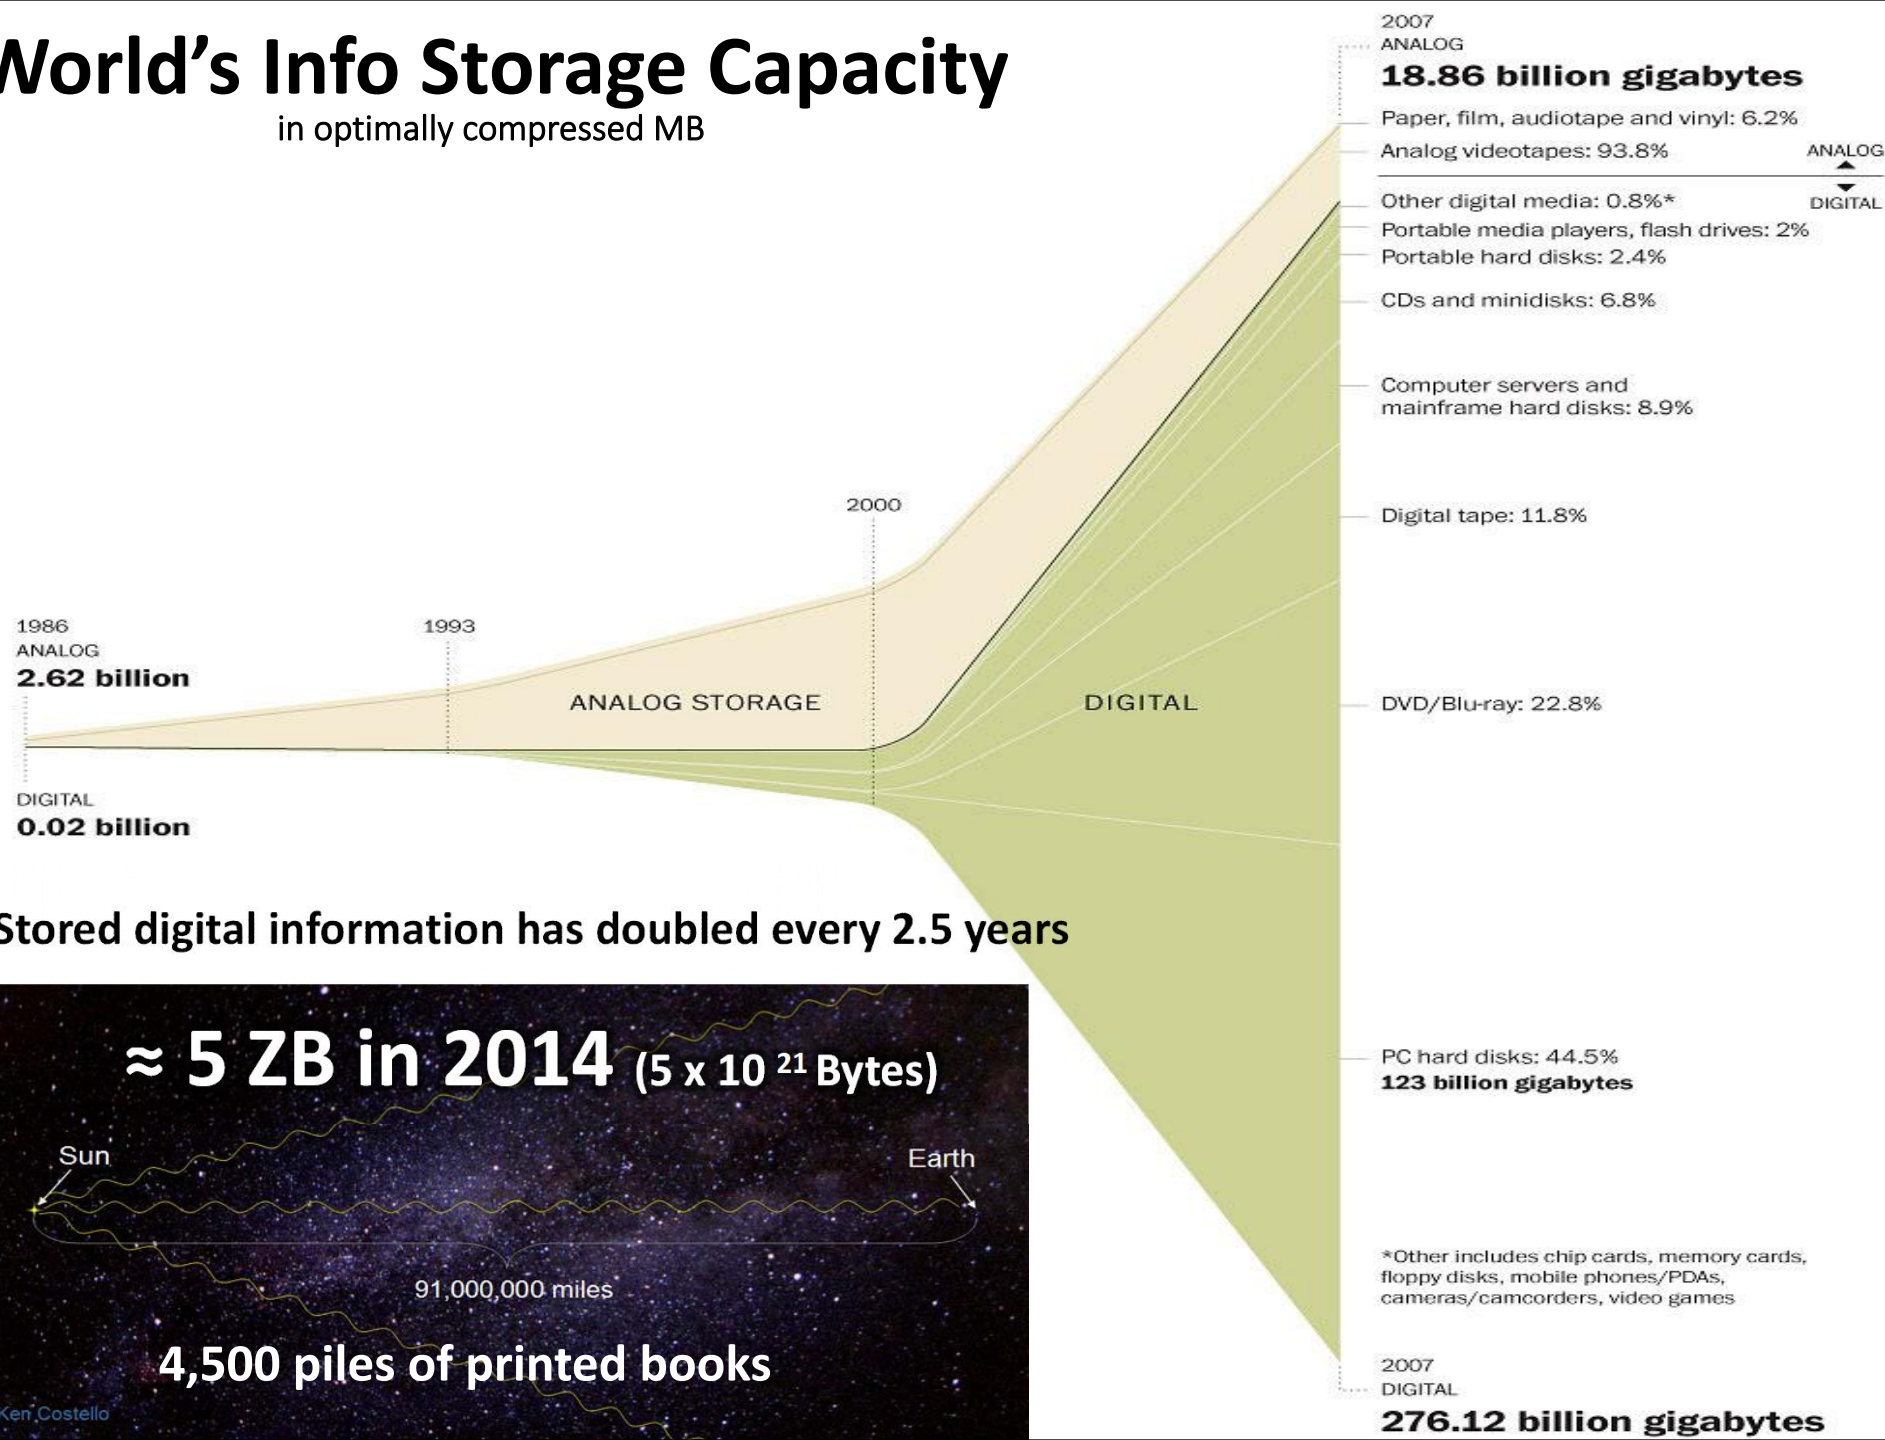 World's Info Storage Capacity
in optimally compressed MB
2007
ANALOG
18.86 billion gigabytes
Paper, film, audiotape and vinyl: 6.2%
Analog videotapes: 93.8%
ANALOG
Other digital media: 0.8%*
DIGITAL
Portable media players, flash drives: 2%
Portable hard disks: 2.4%
CDs and minidisks: 6.8%
Computer servers and
mainframe hard disks: 8.9%
2000
Digital tape: 11.8%
1986
ANALOG
2.62 billion
1993
ANALOG STORAGE
DIGITAL
DVD/Blu-ray: 22.8%
DIGITAL
0.02 billion
Stored digital information has doubled every 2.5 years
≈ 5 ZB in 2014 (5 x 10 21 Bytes)
PC hard disks: 44.5%
123 billion gigabytes
Sun
Earth
91,000,000 miles
4,500 piles of printed books
Ken Costello
*Other includes chip cards, memory cards,
floppy disks, mobile phones/PDAs,
cameras/camcorders, video games
2007
DIGITAL
276.12 billion gigabytes